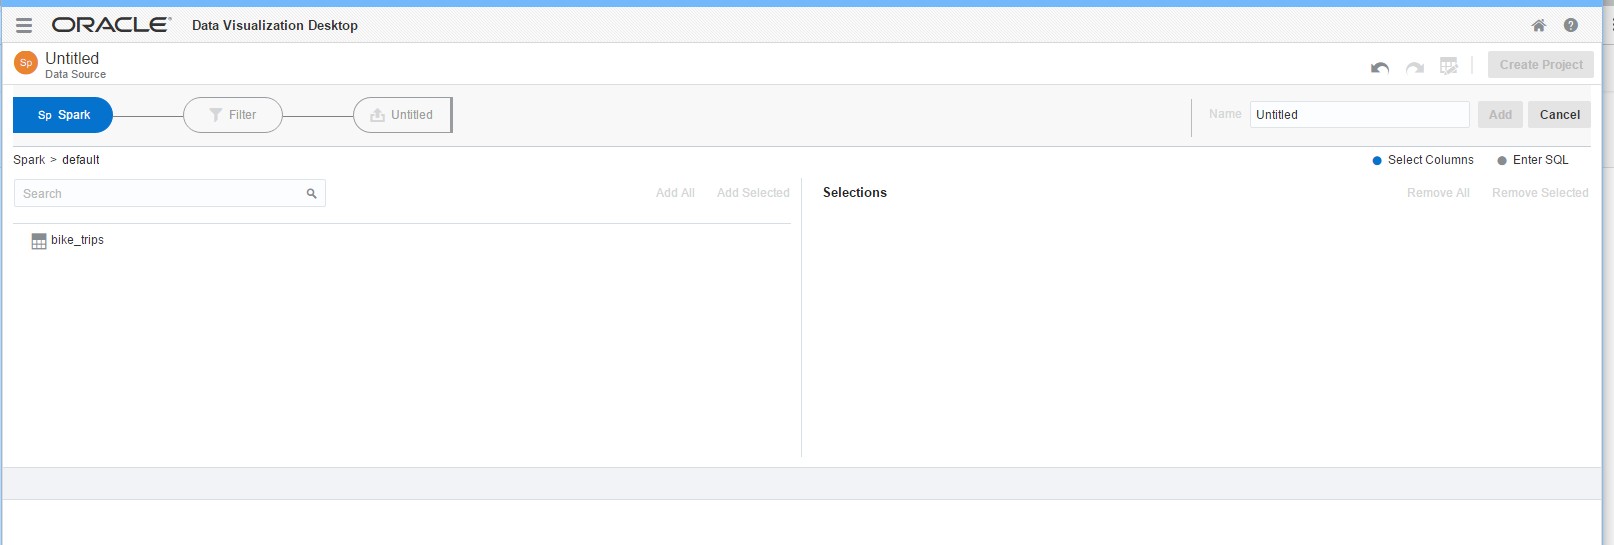 ORACLE® Data Visualization Desktop
Sp Untitled
Data Source
Create Project
Sp Spark Filter Untitled Name Untitled Add Cancel
Spark > default Select Columns Enter SQL
Search Add All Add Selected Selections Remove All Remove Selected
bike_trips